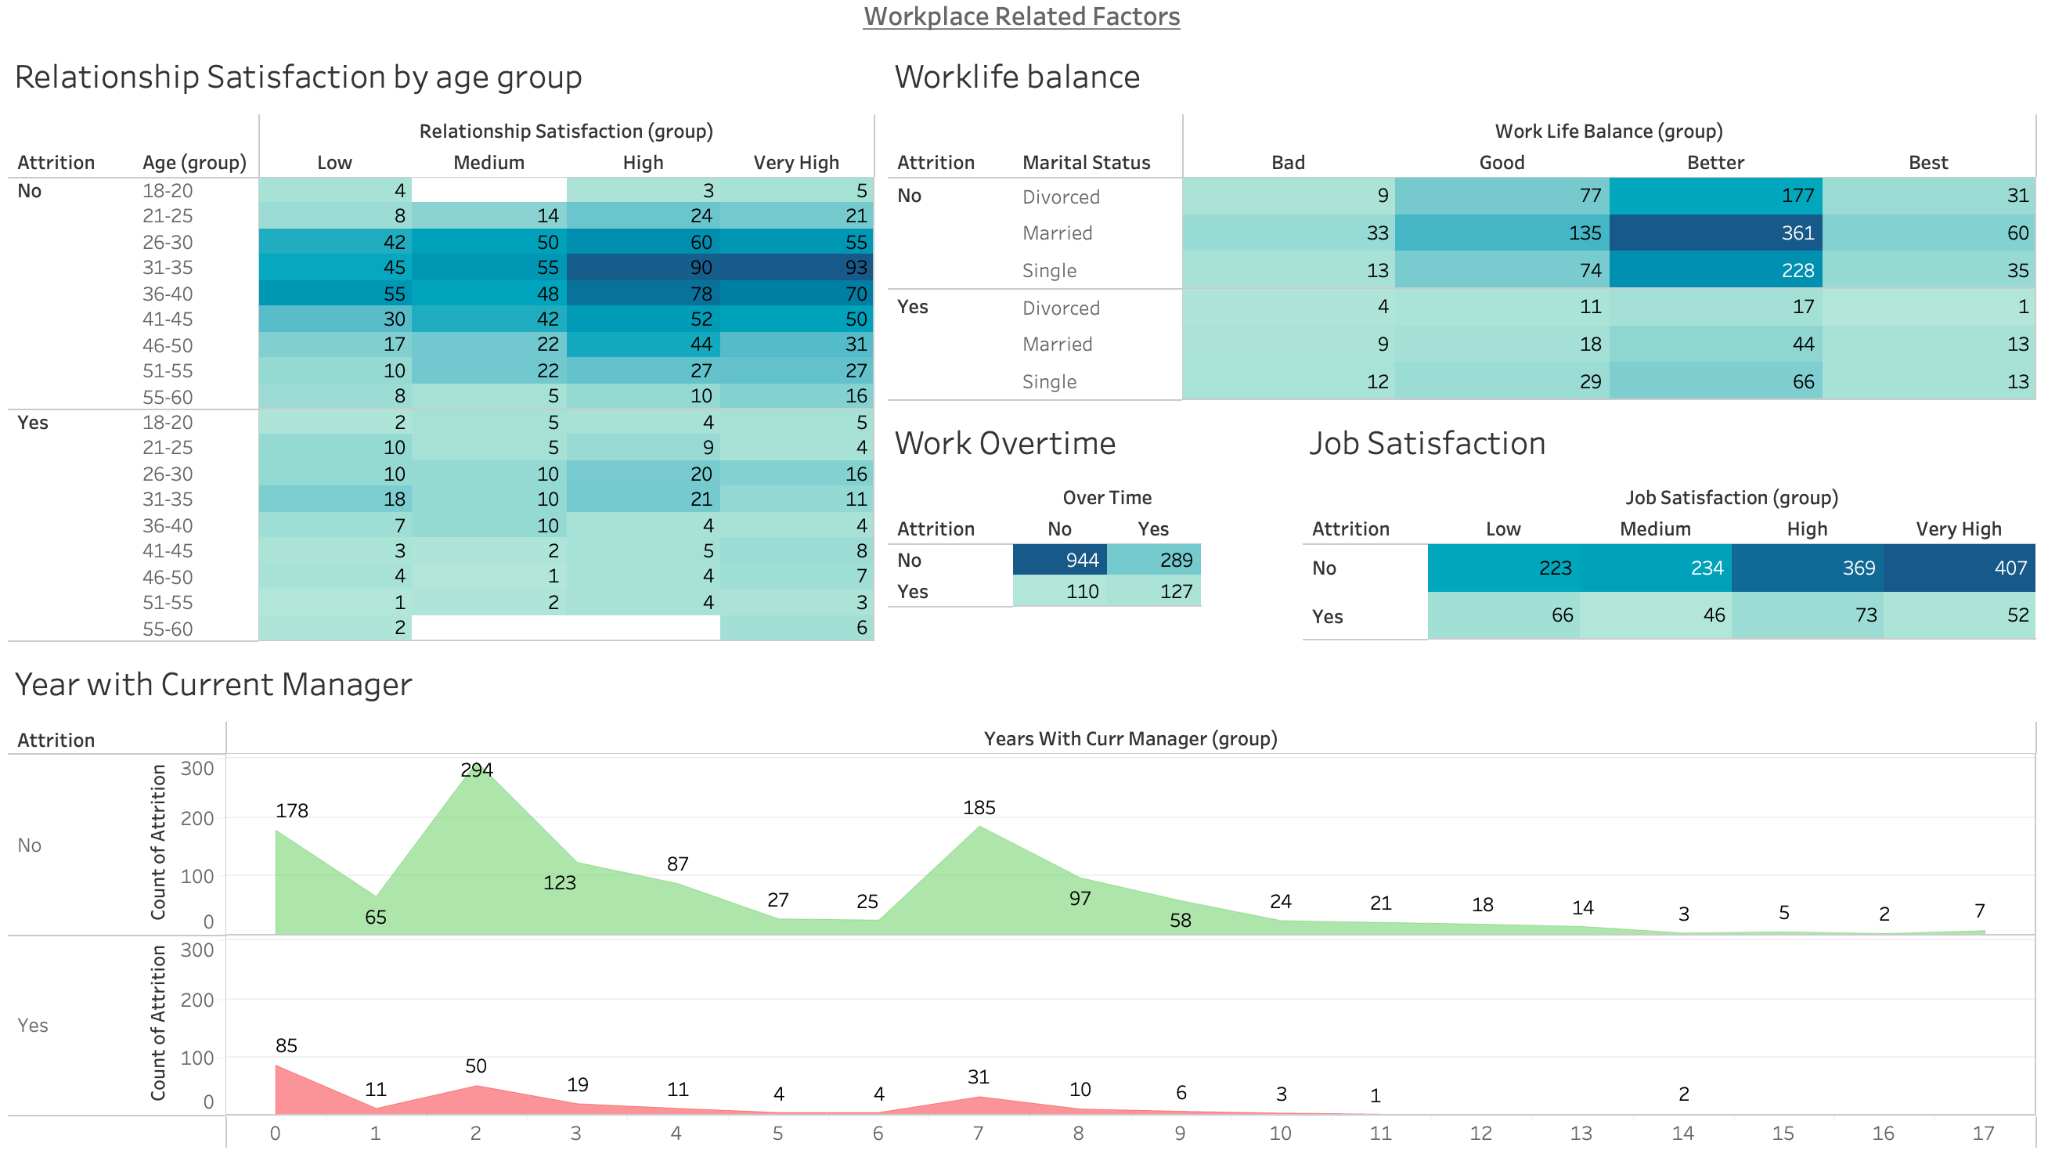 Workplace Related Factors
Relationship Satisfaction by age group
Relationship Satisfaction (group)
Attrition Age (group) Low Medium High Very High
No 18-20 4 3 5
21-25 8 14 24 21
26-30 42 50 60 55
31-35 45 55 90 93
36-40 55 48 78 70
41-45 30 42 52 50
46-50 17 22 44 31
51-55 10 22 27 27
55-60 8 5 10 16
Yes 18-20 2 5 4 5
21-25 10 5 9 4
26-30 10 10 20 16
31-35 18 10 21 11
36-40 7 10 4 4
41-45 3 2 5 8
46-50 4 1 4 7
51-55 1 2 4 3
55-60 2 6
Worklife balance
Work Life Balance (group)
Attrition Marital Status Bad Good Better Best
No Divorced 9 77 177 31
Married 33 135 361 60
Single 13 74 228 35
Yes Divorced 4 11 17 1
Married 9 18 44 13
Single 12 29 66 13
Work Overtime
Over Time
Attrition No Yes
No 944 289
Yes 110 127
Job Satisfaction
Job Satisfaction (group)
Attrition Low Medium High Very High
No 223 234 369 407
Yes 66 46 73 52
Year with Current Manager
Attrition Years With Curr Manager (group)
No
Count of Attrition
300
200
100
0
178 65 294 123 87 27 25 185 97 58 24 21 18 14 3 5 2 7
Yes
Count of Attrition
300
200
100
0
85 11 50 19 11 4 4 31 10 6 3 1 2
0 1 2 3 4 5 6 7 8 9 10 11 12 13 14 15 16 17